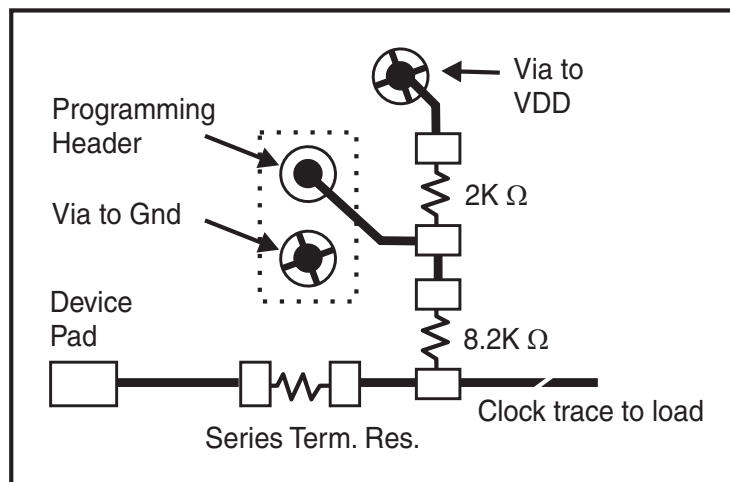 Via to
VDD
Programming
Header
2K Ω
Via to Gnd
Device
Pad
8.2K Ω
Clock trace to load
Series Term. Res.